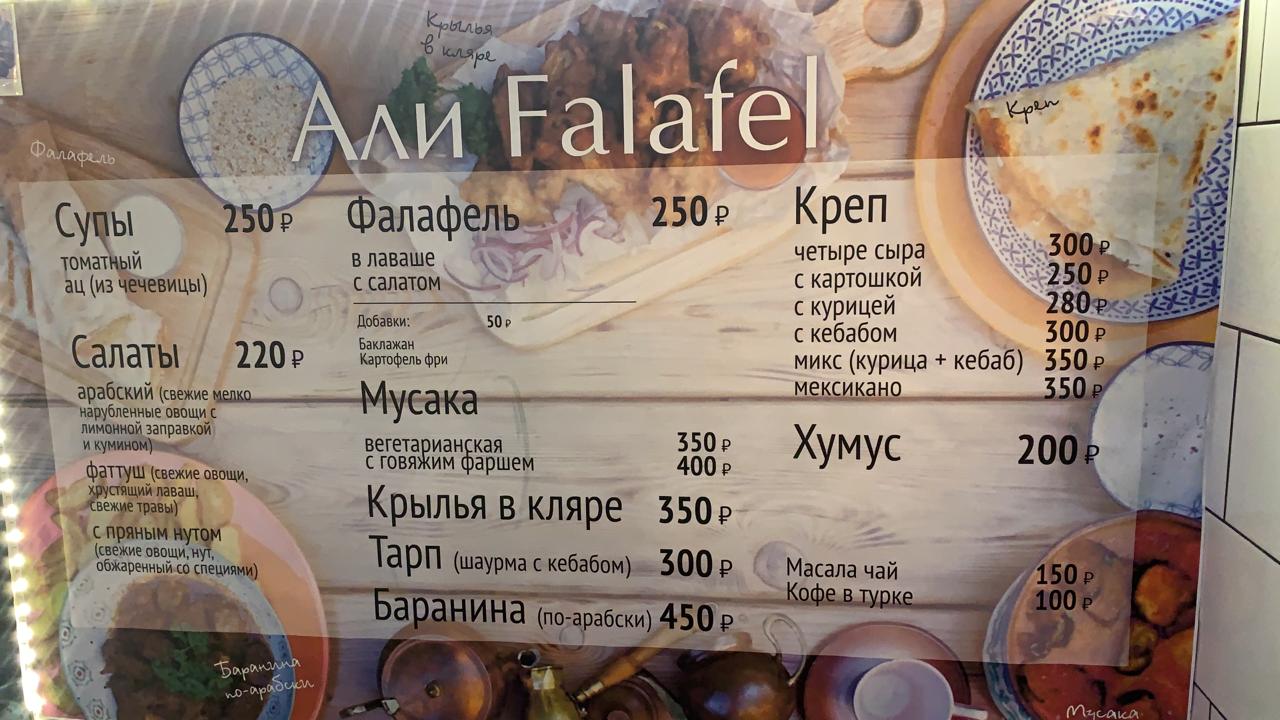 Крылья
в кляре
Али Falafel
Креп
Фалафель
Супы 250 ₽
томатный
ац (из чечевицы)
Салаты 220 ₽
арабский (свежие мелко
нарубленные овощи с
лимонной заправкой
и кумином)
фаттуш (свежие овощи,
хрустящий лаваш,
свежие травы)
с пряным нутом
(свежие овощи, нут,
обжаренный со специями)
Баранина
по-арабски
Фалафель 250 ₽
в лаваше
с салатом
Добавки: 50 ₽
Баклажан
Картофель фри
Мусака
вегетарианская 350 ₽
с говяжим фаршем 400 ₽
Крылья в кляре 350 ₽
Тарп (шаурма с кебабом) 300 ₽
Баранина (по-арабски) 450 ₽
Креп
четыре сыра 300 ₽
с картошкой 250 ₽
с курицей 280 ₽
с кебабом 300 ₽
микс (курица + кебаб) 350 ₽
мексикано 350 ₽
Хумус 200 ₽
Масала чай 150 ₽
Кофе в турке 100 ₽
Мусака